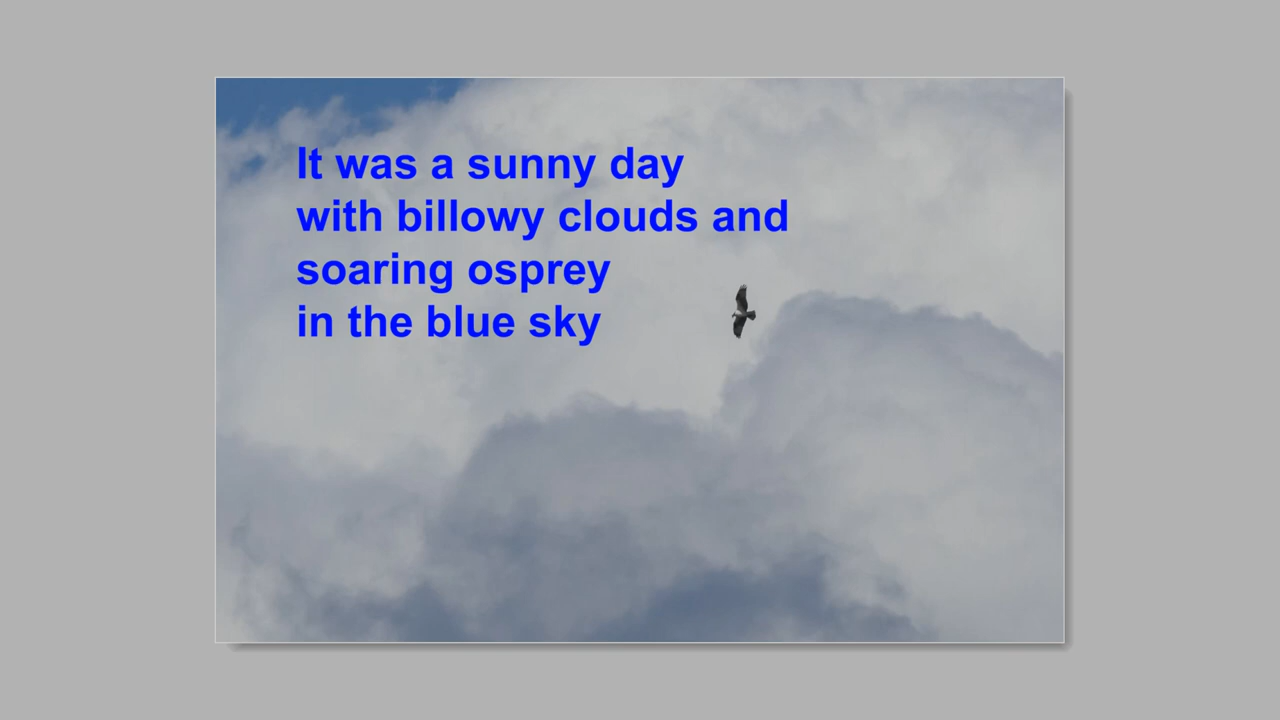 It was a sunny day
with billowy clouds and
soaring osprey
in the blue sky